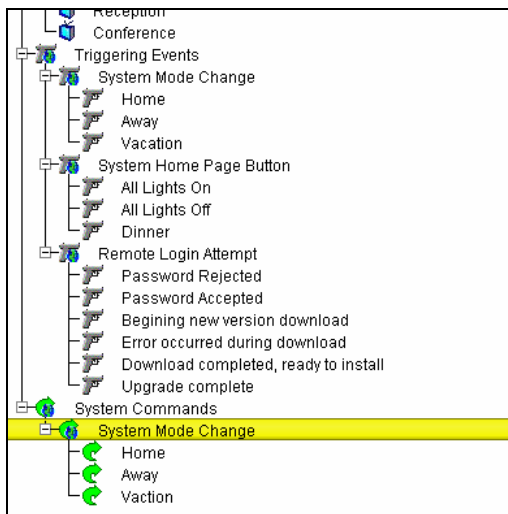 Reception
Conference
Triggering Events
System Mode Change
Home
Away
Vacation
System Home Page Button
All Lights On
All Lights Off
Dinner
Remote Login Attempt
Password Rejected
Password Accepted
Begining new version download
Error occurred during download
Download completed, ready to install
Upgrade complete
System Commands
System Mode Change
Home
Away
Vaction